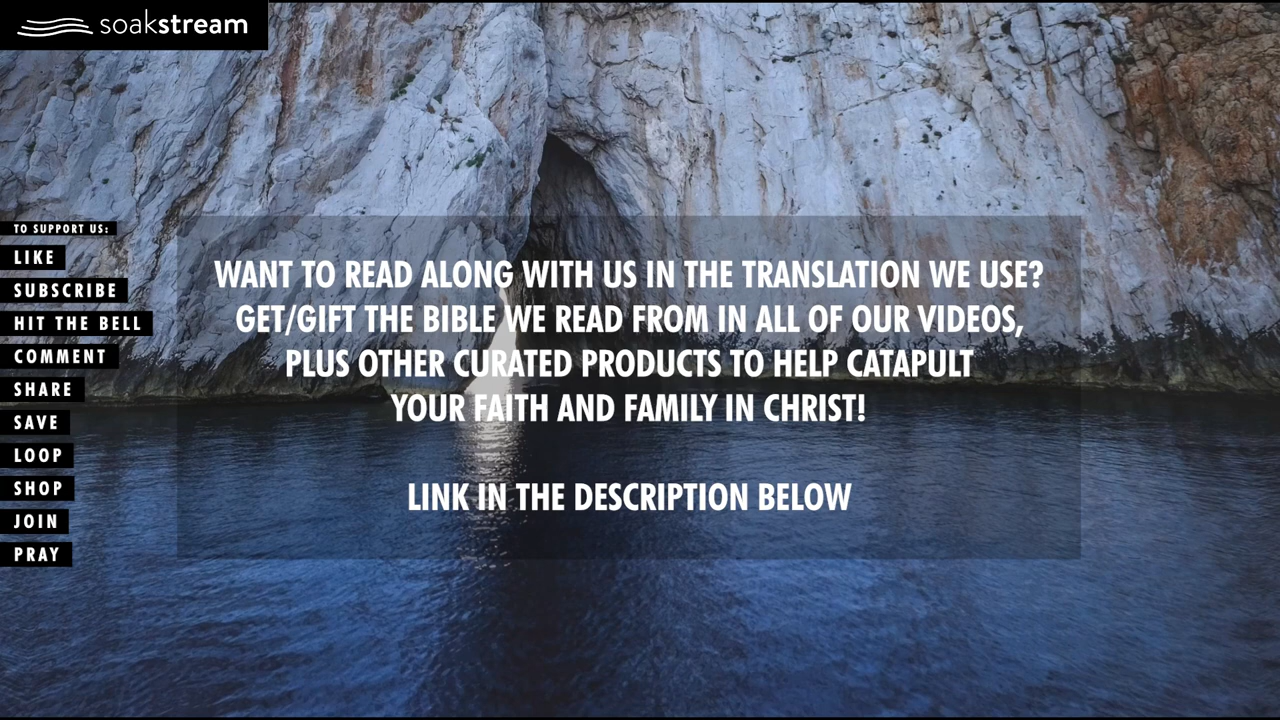 soakstream
TO SUPPORT US:
LIKE
SUBSCRIBE
HIT THE BELL
COMMENT
SHARE
SAVE
LOOP
SHOP
JOIN
PRAY
WANT TO READ ALONG WITH US IN THE TRANSLATION WE USE?
GET/GIFT THE BIBLE WE READ FROM IN ALL OF OUR VIDEOS,
PLUS OTHER CURATED PRODUCTS TO HELP CATAPULT
YOUR FAITH AND FAMILY IN CHRIST!
LINK IN THE DESCRIPTION BELOW